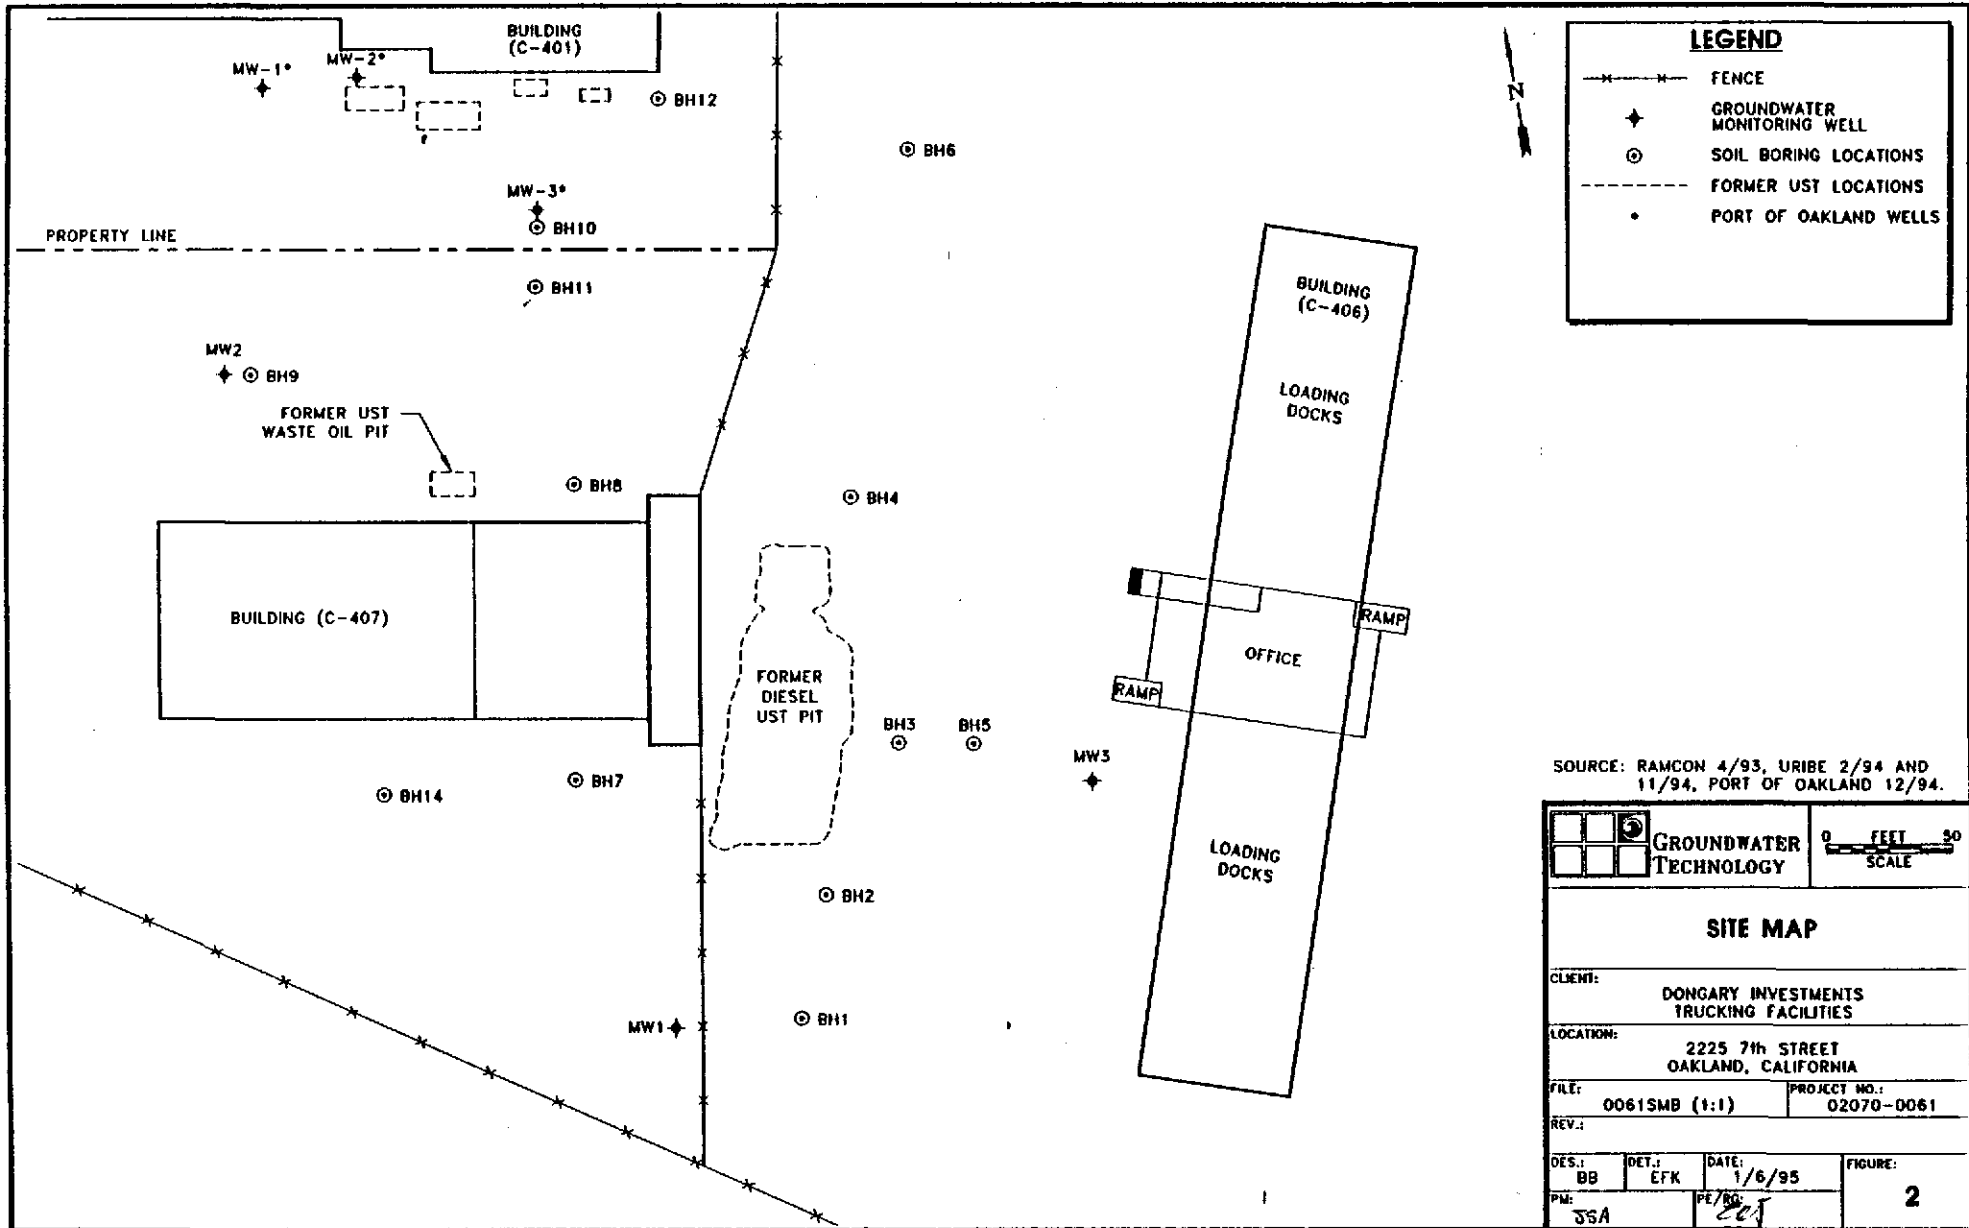 BUILDING
(C-401)
MW-1*
MW-2*
BH12
BH6
MW-3*
BH10
PROPERTY LINE
BH11
MW2
BH9
FORMER UST
WASTE OIL PIT
BH8
BH4
BUILDING (C-407)
FORMER
DIESEL
UST PIT
BH3
BH5
MW3
BH14
BH7
BH2
MW1
BH1
BUILDING
(C-406)
LOADING
DOCKS
RAMP
OFFICE
RAMP
LOADING
DOCKS
N
LEGEND
FENCE
GROUNDWATER
MONITORING WELL
SOIL BORING LOCATIONS
FORMER UST LOCATIONS
* PORT OF OAKLAND WELLS
SOURCE: RAMCON 4/93, URIBE 2/94 AND
11/94, PORT OF OAKLAND 12/94.
GROUNDWATER
TECHNOLOGY
0 FEET 50
SCALE
SITE MAP
CLIENT:
DONGARY INVESTMENTS
TRUCKING FACILITIES
LOCATION:
2225 7th STREET
OAKLAND, CALIFORNIA
FILE:
0061SMB (1:1)
PROJECT NO.:
02070-0061
REV.:
DES.:
BB
DET.:
EFK
DATE:
1/6/95
FIGURE:
2
PM:
JSA
PE/RG: